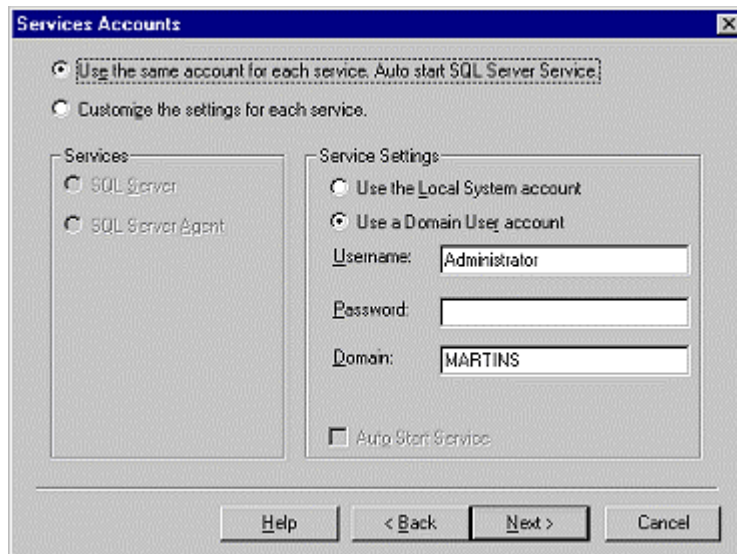 Services Accounts
Use the same account for each service. Auto start SQL Server Service
Customize the settings for each service.
Services
SQL Server
SQL Server Agent
Service Settings
Use the Local System account
Use a Domain User account
Username: Administrator
Password:
Domain: MARTINS
Auto Start Service
Help < Back Next > Cancel